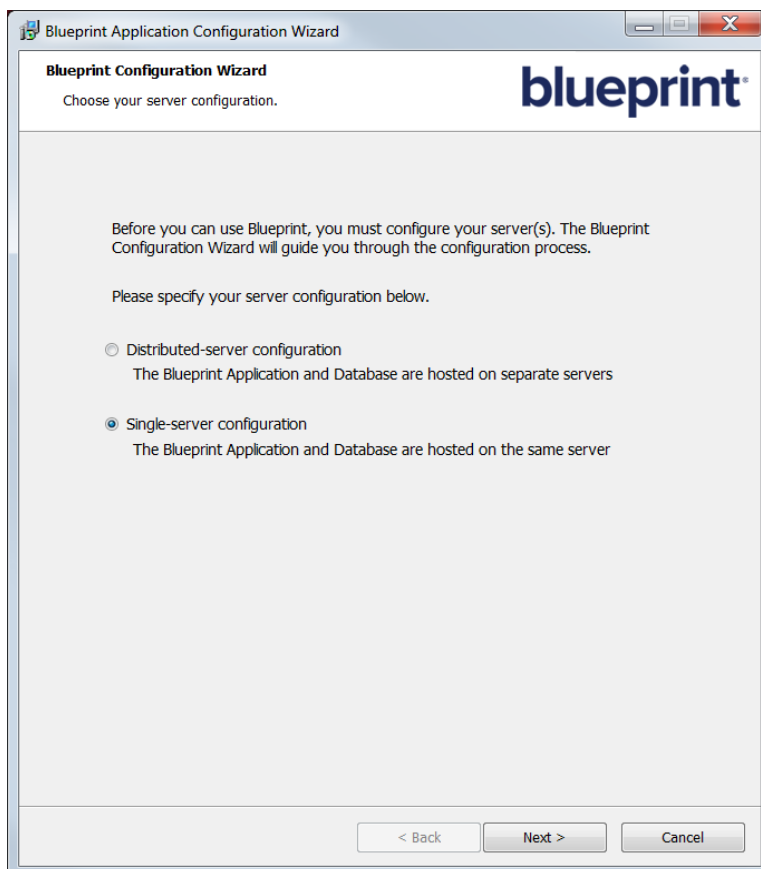 Blueprint Application Configuration Wizard
Blueprint Configuration Wizard
Choose your server configuration.
blueprint
Before you can use Blueprint, you must configure your server(s). The Blueprint
Configuration Wizard will guide you through the configuration process.
Please specify your server configuration below.
Distributed-server configuration
The Blueprint Application and Database are hosted on separate servers
Single-server configuration
The Blueprint Application and Database are hosted on the same server
< Back
Next >
Cancel